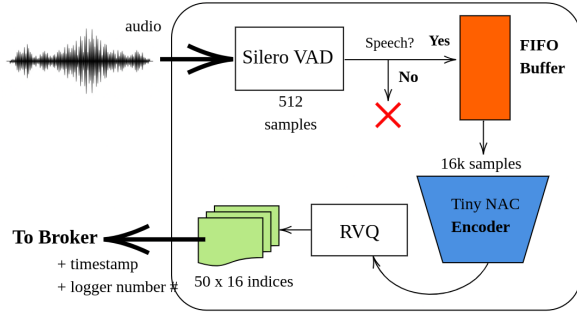 audio
Silero VAD
512
samples
Speech?
Yes
No
FIFO
Buffer
16k samples
Tiny NAC
Encoder
RVQ
50 x 16 indices
To Broker
+ timestamp
+ logger number #